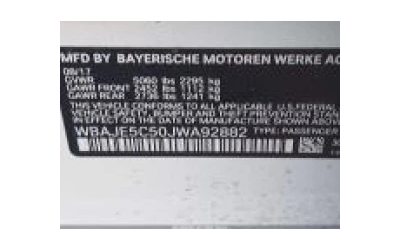 MFD BY BAYERISCHE MOTOREN WERKE AG
08/17
GVWR: 5060 lbs 2295 kg
GAWR FRONT 2452 lbs 1112 kg
GAWR REAR 2736 lbs 1241 kg
THIS VEHICLE CONFORMS TO ALL APPLICABLE
FEDERAL MOTOR VEHICLE SAFETY, BUMPER,
AND THEFT PREVENTION STANDARDS IN EFFECT
ON THE DATE OF MANUFACTURE SHOWN ABOVE.
WBAJE5C50JWA92882 TYPE: PASSENGER